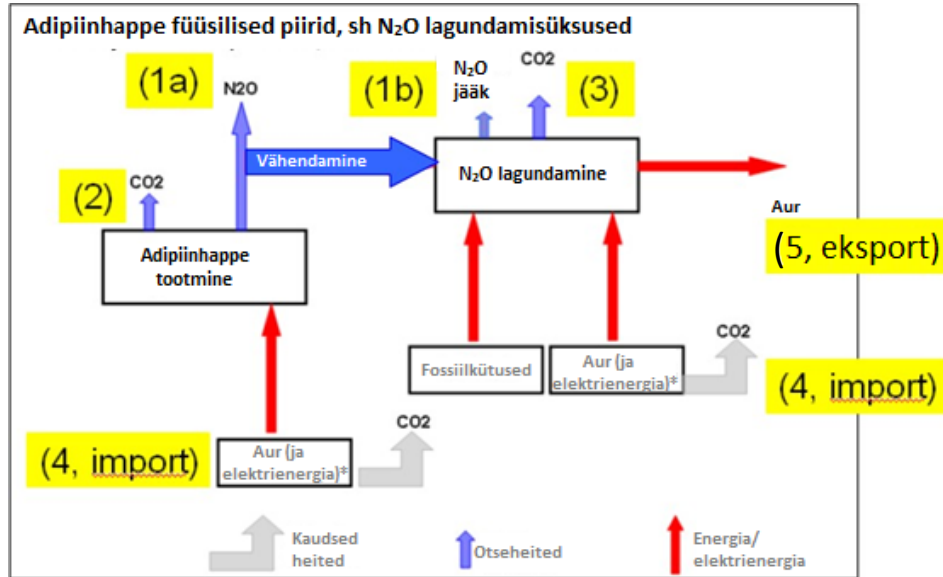 Adipiinhappe füüsilised piirid, sh N₂O lagundamisüksused
(1a)
N2O
(1b)
N₂O
jääk
CO2
(3)
Vähendamine
N₂O lagundamine
(2)
CO2
Adipiinhappe
tootmine
Aur
(5, eksport)
Fossiilkütused
Aur (ja
elektrienergia)*
CO2
(4, import)
(4, import)
Aur (ja
elektrienergia)*
CO2
Kaudsed
heited
Otseheited
Energia/
elektrienergia